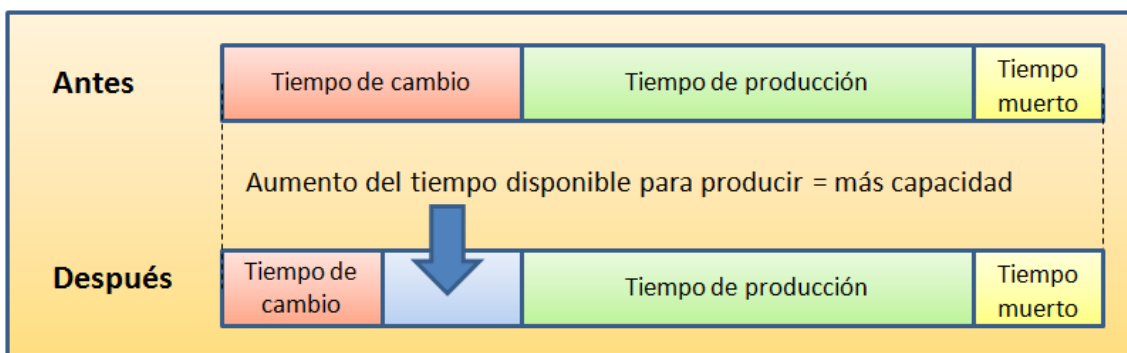 Antes
Tiempo de cambio
Tiempo de producción
Tiempo
muerto
Aumento del tiempo disponible para producir = más capacidad
Después
Tiempo de
cambio
Tiempo de producción
Tiempo
muerto